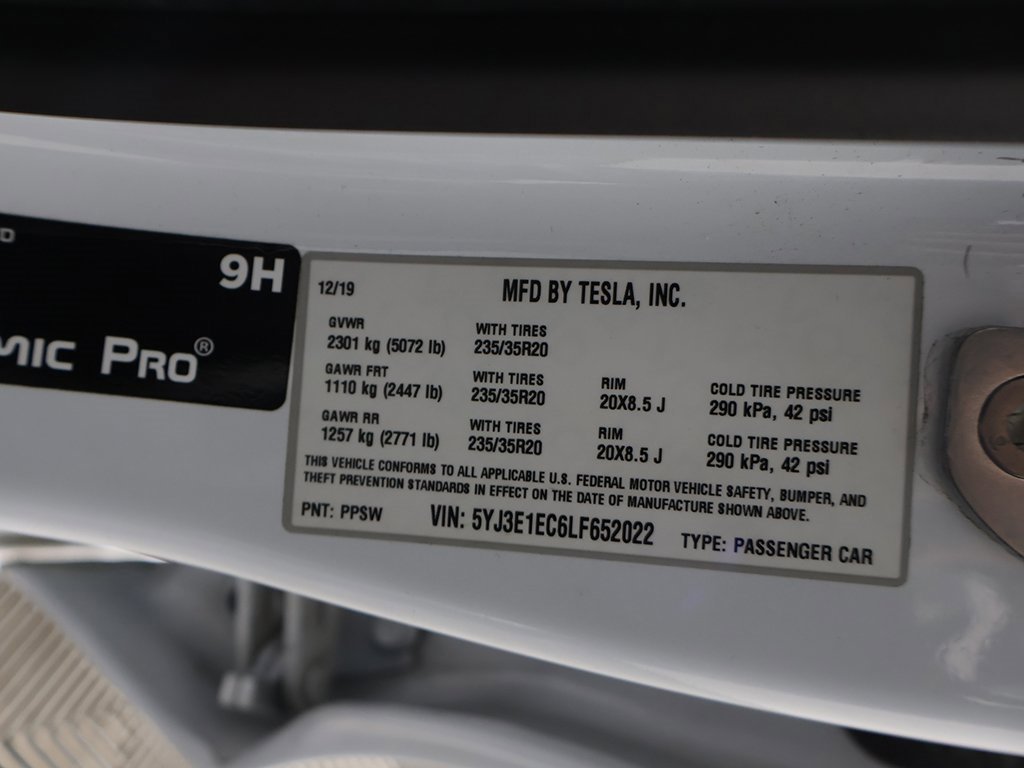 D
9H
MIC PRO®
12/19 MFD BY TESLA, INC.
GVWR WITH TIRES
2301 kg (5072 lb) 235/35R20
GAWR FRT WITH TIRES RIM COLD TIRE PRESSURE
1110 kg (2447 lb) 235/35R20 20X8.5 J 290 kPa, 42 psi
GAWR RR WITH TIRES RIM COLD TIRE PRESSURE
1257 kg (2771 lb) 235/35R20 20X8.5 J 290 kPa, 42 psi
THIS VEHICLE CONFORMS TO ALL APPLICABLE U.S. FEDERAL MOTOR VEHICLE SAFETY, BUMPER, AND
THEFT PREVENTION STANDARDS IN EFFECT ON THE DATE OF MANUFACTURE SHOWN ABOVE.
PNT: PPSW VIN: 5YJ3E1EC6LF652022 TYPE: PASSENGER CAR